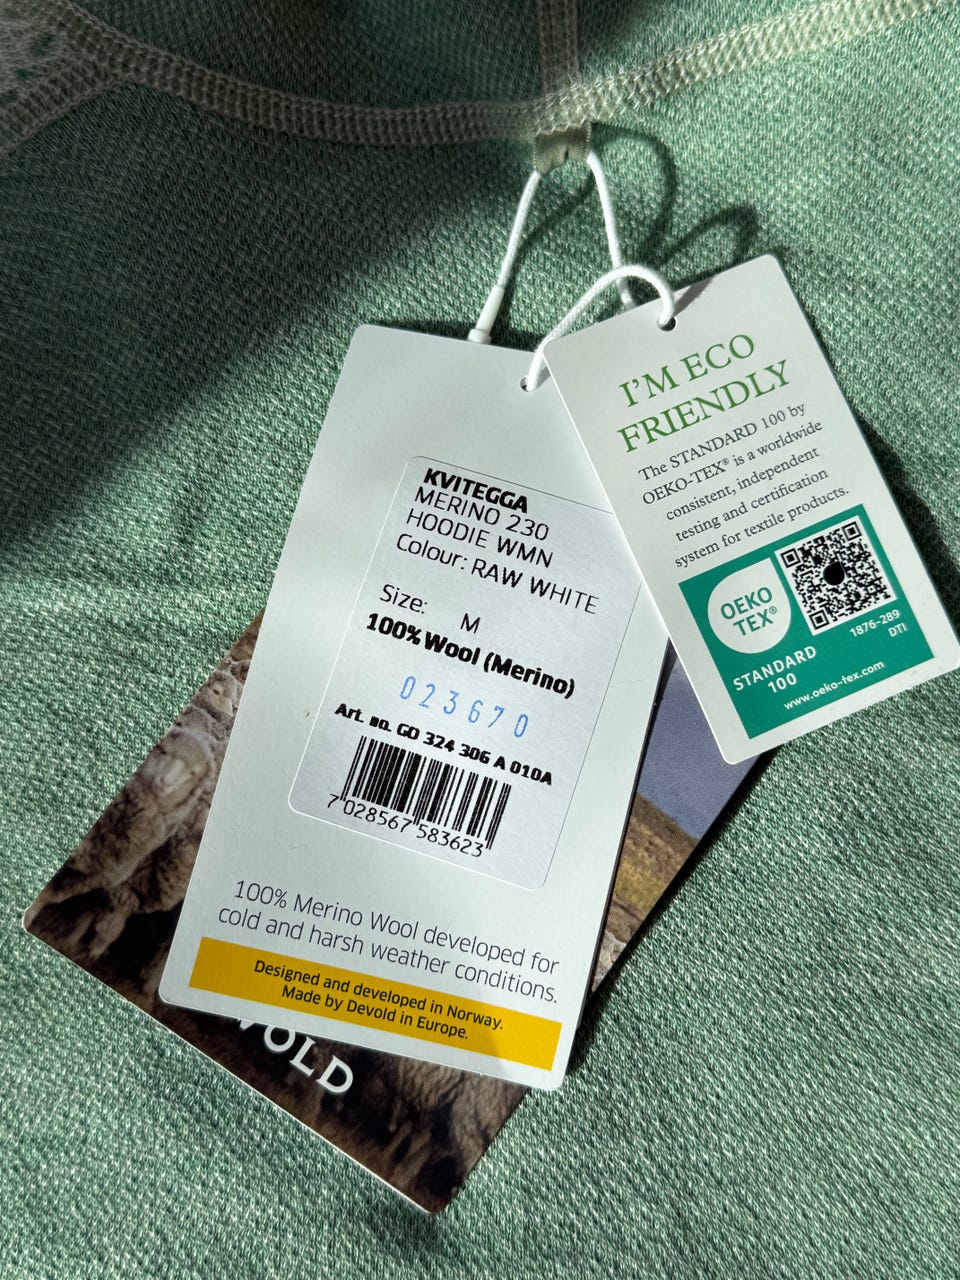 KVITEGGA
MERINO 230
HOODIE WMN
Colour: RAW WHITE
Size: M
100% Wool (Merino)
023670
Art. no. GO 324 306 A 010A
7 028567 583623
100% Merino Wool developed for
cold and harsh weather conditions.
Designed and developed in Norway.
Made by Devold in Europe.
VOLD
I'M ECO
FRIENDLY
The STANDARD 100 by
OEKO-TEX® is a worldwide
consistent, independent
testing and certification
system for textile products.
OEKO
TEX®
1876-289
DTI
STANDARD
100
www.oeko-tex.com